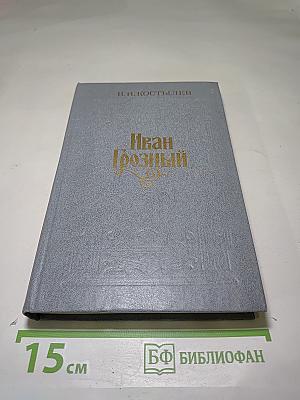 В. И. КОСТЫЛЕВ
Иван
Грозный
15 см
БФ БИБЛИОФАН